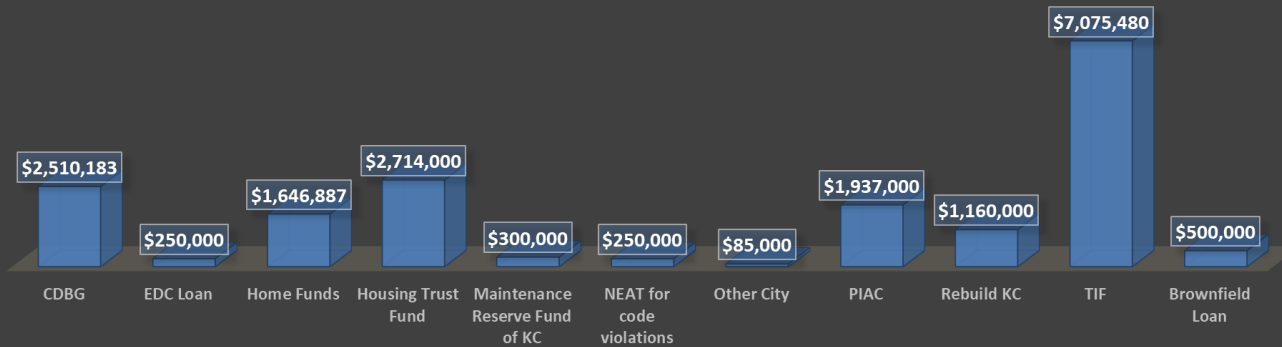 $2,510,183
$250,000
$1,646,887
$2,714,000
$300,000
$250,000
$85,000
$1,937,000
$1,160,000
$7,075,480
$500,000
CDBG
EDC Loan
Home Funds
Housing Trust
Fund
Maintenance
Reserve Fund
of KC
NEAT for
code
violations
Other City
PIAC
Rebuild KC
TIF
Brownfield
Loan